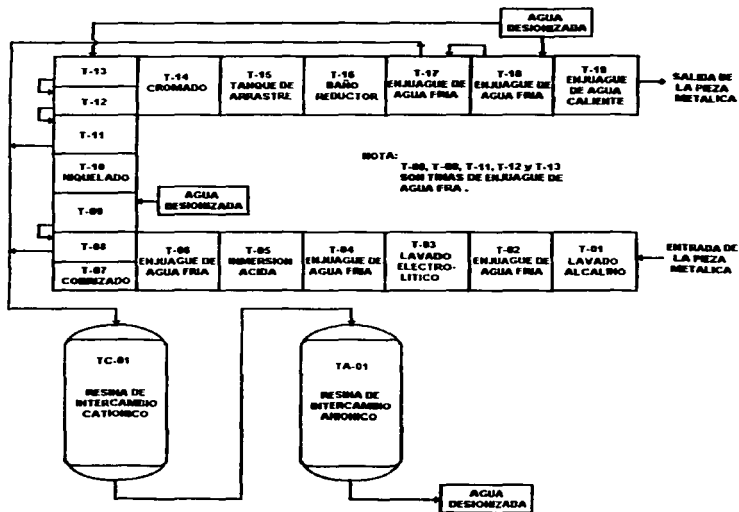 AGUA
DESIONIZADA
T-13
T-12
T-11
T-10
NIQUELADO
T-09
T-08
T-07
COBRIZADO
T-14
CROMADO
T-15
TANQUE DE
ARRASTRE
T-16
BAÑO
REDUCTOR
T-17
ENJUAGUE DE
AGUA FRIA
T-18
ENJUAGUE DE
AGUA FRIA
T-19
ENJUAGUE
DE AGUA
CALIENTE
SALIDA DE
LA PIEZA
METALICA
NOTA:
T-08, T-09, T-11, T-12 y T-13
SON TINAS DE ENJUAGUE DE
AGUA FRA .
AGUA
DESIONIZADA
T-06
ENJUAGUE DE
AGUA FRIA
T-05
INMERSION
ACIDA
T-04
ENJUAGUE DE
AGUA FRIA
T-03
LAVADO
ELECTRO-
LITICO
T-02
ENJUAGUE DE
AGUA FRIA
T-01
LAVADO
ALCALINO
ENTRADA DE
LA PIEZA
METALICA
TC-01
RESINA DE
INTERCAMBIO
CATIONICO
TA-01
RESINA DE
INTERCAMBIO
ANIONICO
AGUA
DESIONIZADA